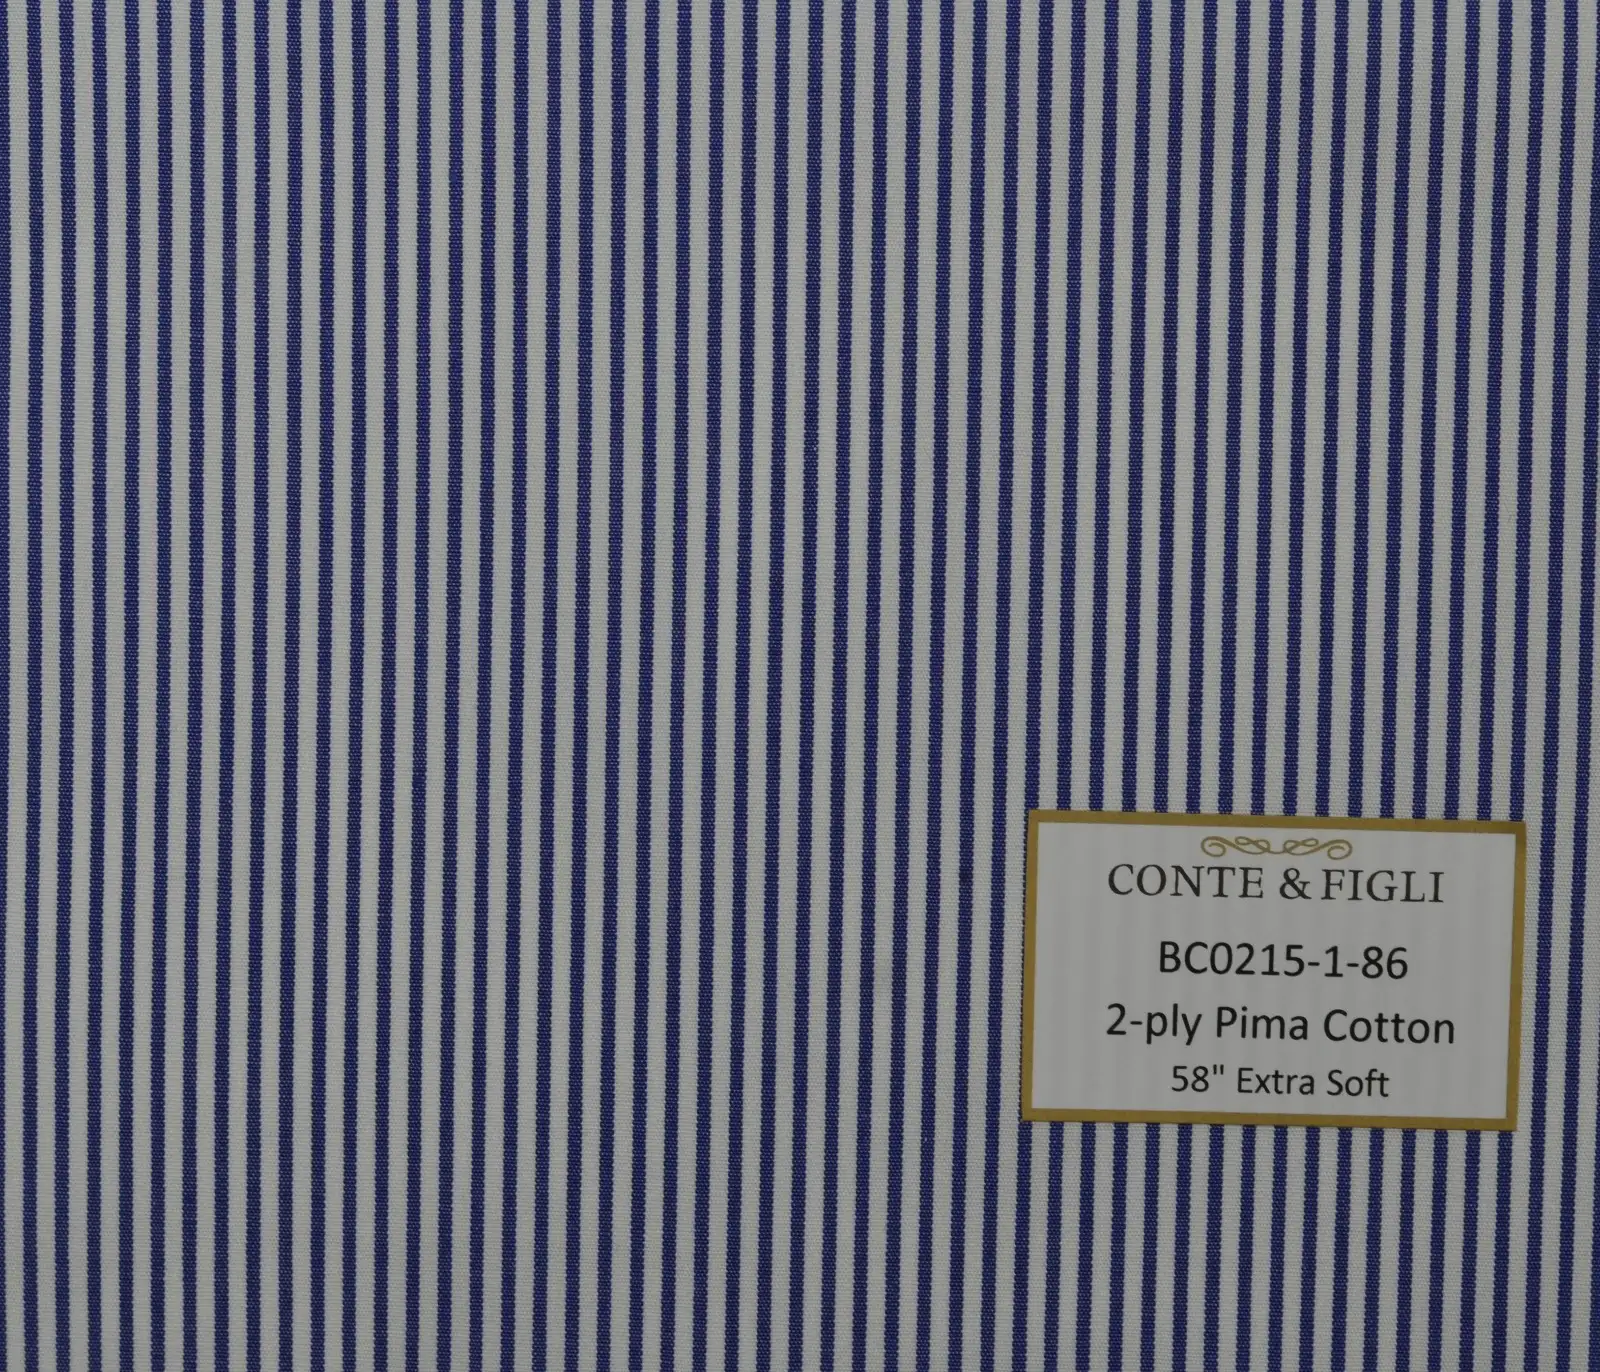 CONTE & FIGLI
BC0215-1-86
2-ply Pima Cotton
58" Extra Soft